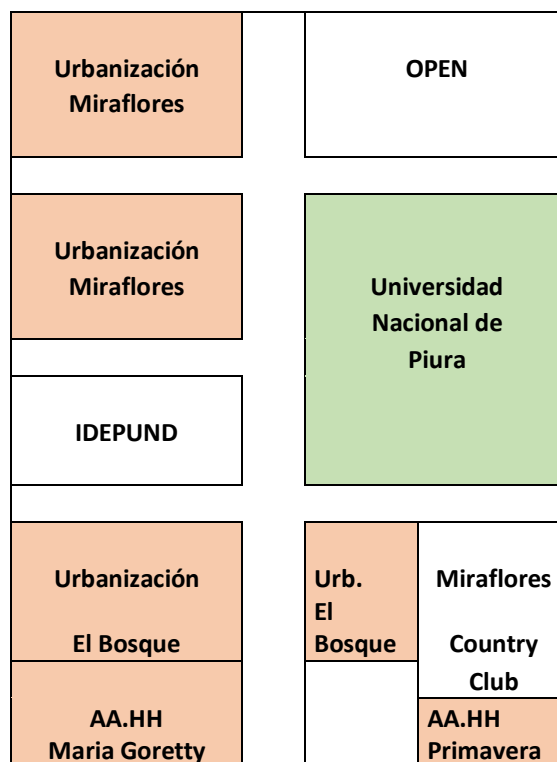 Urbanización
Miraflores
OPEN
Urbanización
Miraflores
Universidad
Nacional de
Piura
IDEPUND
Urbanización
El Bosque
Urb.
El
Bosque
Miraflores
Country
Club
AA.HH
Maria Goretty
AA.HH
Primavera